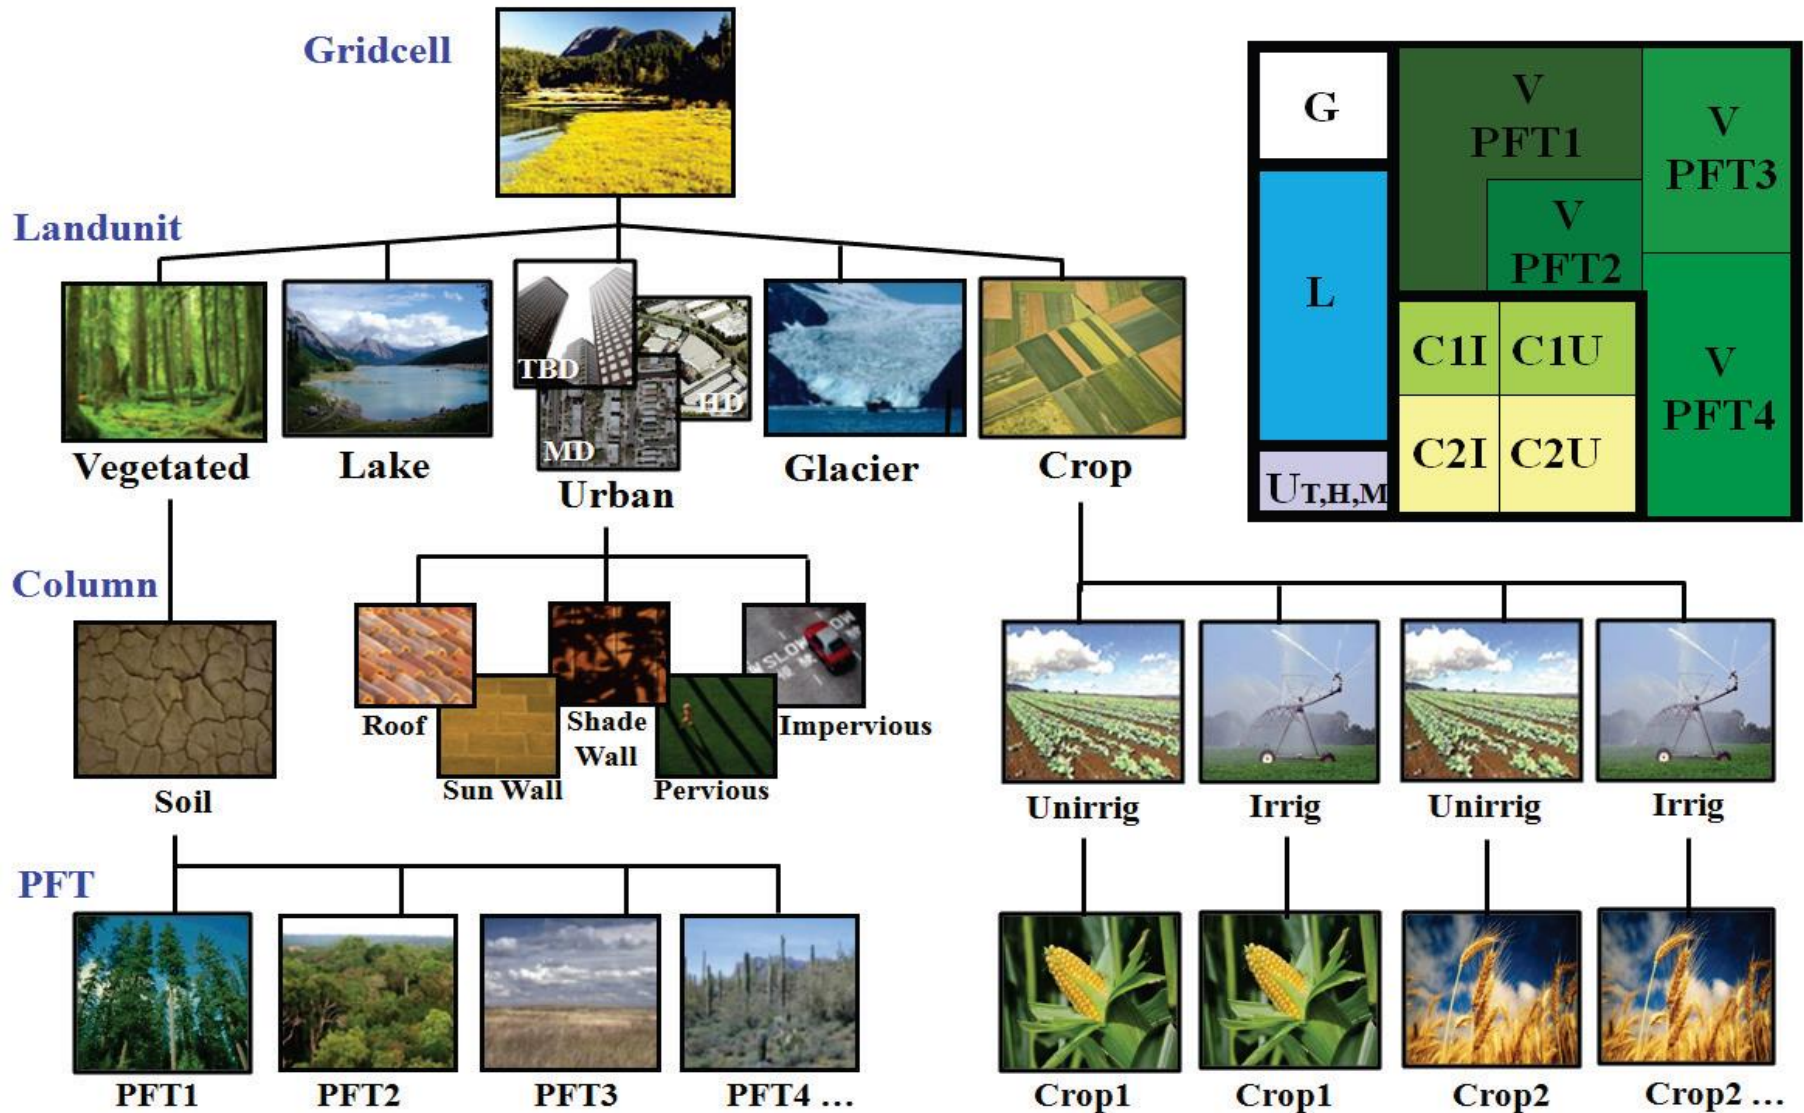 Gridcell
Landunit
TBD
HD
MD
Vegetated
Lake
Urban
Glacier
Crop
G
L
UT,H,M
V
PFT1
V
PFT2
V
PFT3
V
PFT4
C1I
C1U
C2I
C2U
Column
SLOW
Soil
Roof
Sun Wall
Shade
Wall
Pervious
Impervious
Unirrig
Irrig
Unirrig
Irrig
PFT
PFT1
PFT2
PFT3
PFT4 ...
Crop1
Crop1
Crop2
Crop2 ...